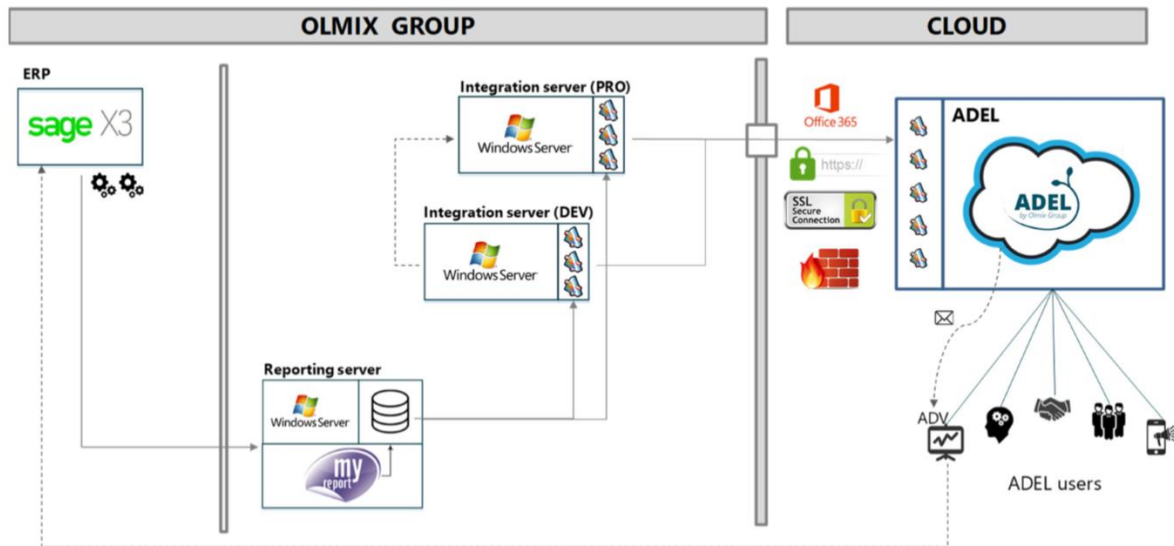 OLMIX GROUP
CLOUD
ERP
sage X3
Integration server (PRO)
Windows Server
Office 365
https://
SSL
Secure
Connection
ADEL
ADEL
by Olmix Group
Integration server (DEV)
Windows Server
Reporting server
Windows Server
my
report
ADV
ADEL users